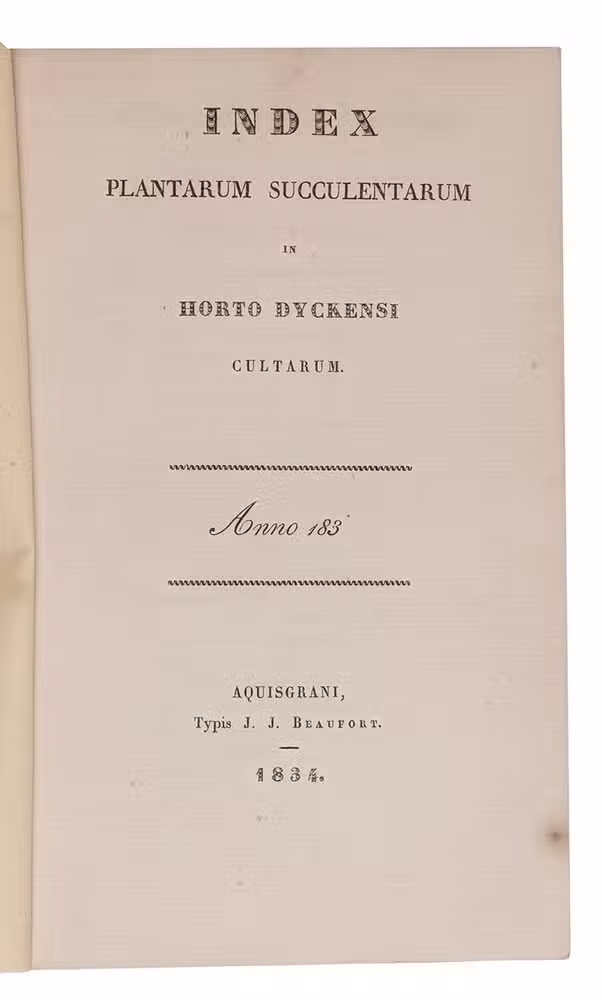 INDEX
PLANTARUM SUCCULENTARUM
IN
HORTO DYCKENSI
CULTARUM.
Anno 183
AQUISGRANI,
Typis J. J. BEAUFORT.
1834.